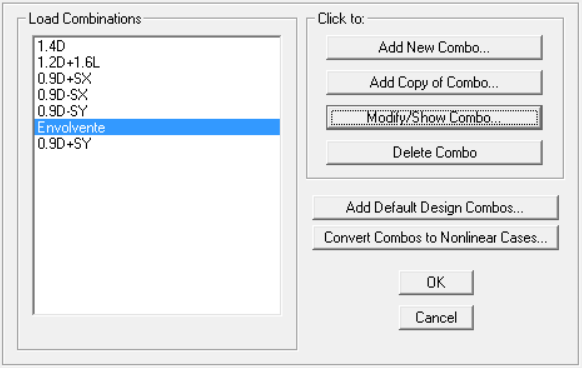 Load Combinations
1.4D
1.2D+1.6L
0.9D+SX
0.9D-SX
0.9D-SY
Envolvente
0.9D+SY
Click to:
Add New Combo...
Add Copy of Combo...
Modify/Show Combo...
Delete Combo
Add Default Design Combos...
Convert Combos to Nonlinear Cases...
OK
Cancel